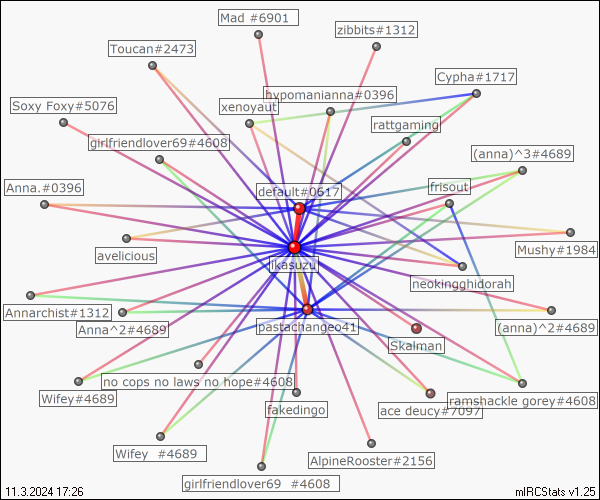 Mad #6901
zibbits#1312
Toucan#2473
Cypha#1717
hypomanianna#0396
Soxy Foxy#5076
xenoyaut
rattgaming
girlfriendlover69#4608
(anna)^3#4689
Anna.#0396
default#0617
frisout
avelicious
Mushy#1984
ikasuzu
neokingghidorah
Annarchist#1312
Anna^2#4689
pastachange041
(anna)^2#4689
Skalman
no cops no laws no hope#4608
Wifey#4689
fakedingo
ace deucy#7097
ramshackle gorey#4608
Wifey #4689
AlpineRooster#2156
girlfriendlover69 #4608
11.3.2024 17:26
mIRCStats v1.25